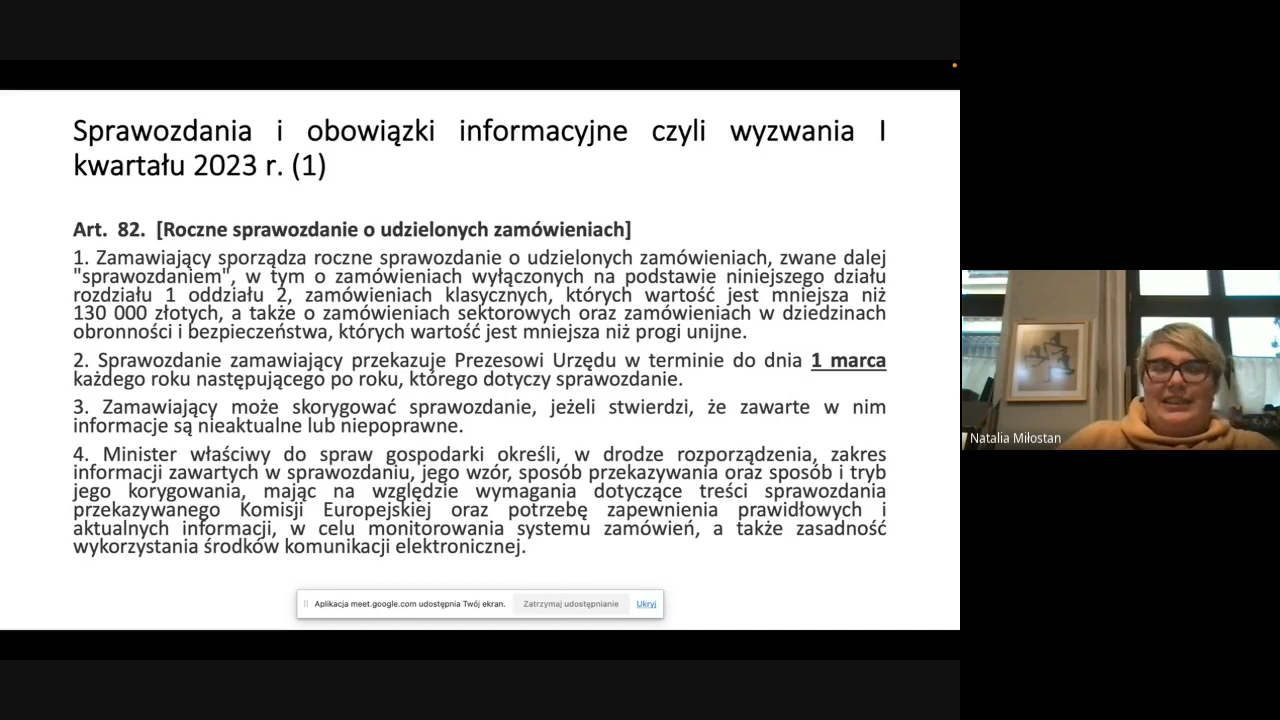 Sprawozdania i obowiązki informacyjne czyli wyzwania I
kwartału 2023 r. (1)
Art. 82. [Roczne sprawozdanie o udzielonych zamówieniach]
1. Zamawiający sporządza roczne sprawozdanie o udzielonych zamówieniach, zwane dalej
"sprawozdaniem", w tym o zamówieniach wyłączonych na podstawie niniejszego działu
rozdziału 1 oddziału 2, zamówieniach klasycznych, których wartość jest mniejsza niż
130 000 złotych, a także o zamówieniach sektorowych oraz zamówieniach w dziedzinach
obronności i bezpieczeństwa, których wartość jest mniejsza niż progi unijne.
2. Sprawozdanie zamawiający przekazuje Prezesowi Urzędu w terminie do dnia 1 marca
każdego roku następującego po roku, którego dotyczy sprawozdanie.
3. Zamawiający może skorygować sprawozdanie, jeżeli stwierdzi, że zawarte w nim
informacje są nieaktualne lub niepoprawne.
4. Minister właściwy do spraw gospodarki określi, w drodze rozporządzenia, zakres
informacji zawartych w sprawozdaniu, jego wzór, sposób przekazywania oraz sposób i tryb
jego korygowania, mając na względzie wymagania dotyczące treści sprawozdania
przekazywanego Komisji Europejskiej oraz potrzebę zapewnienia prawidłowych i
aktualnych informacji, w celu monitorowania systemu zamówień, a także zasadność
wykorzystania środków komunikacji elektronicznej.
Aplikacja meet.google.com udostępnia Twój ekran. Zatrzymaj udostępnianie Ukryj
Natalia Miłostan